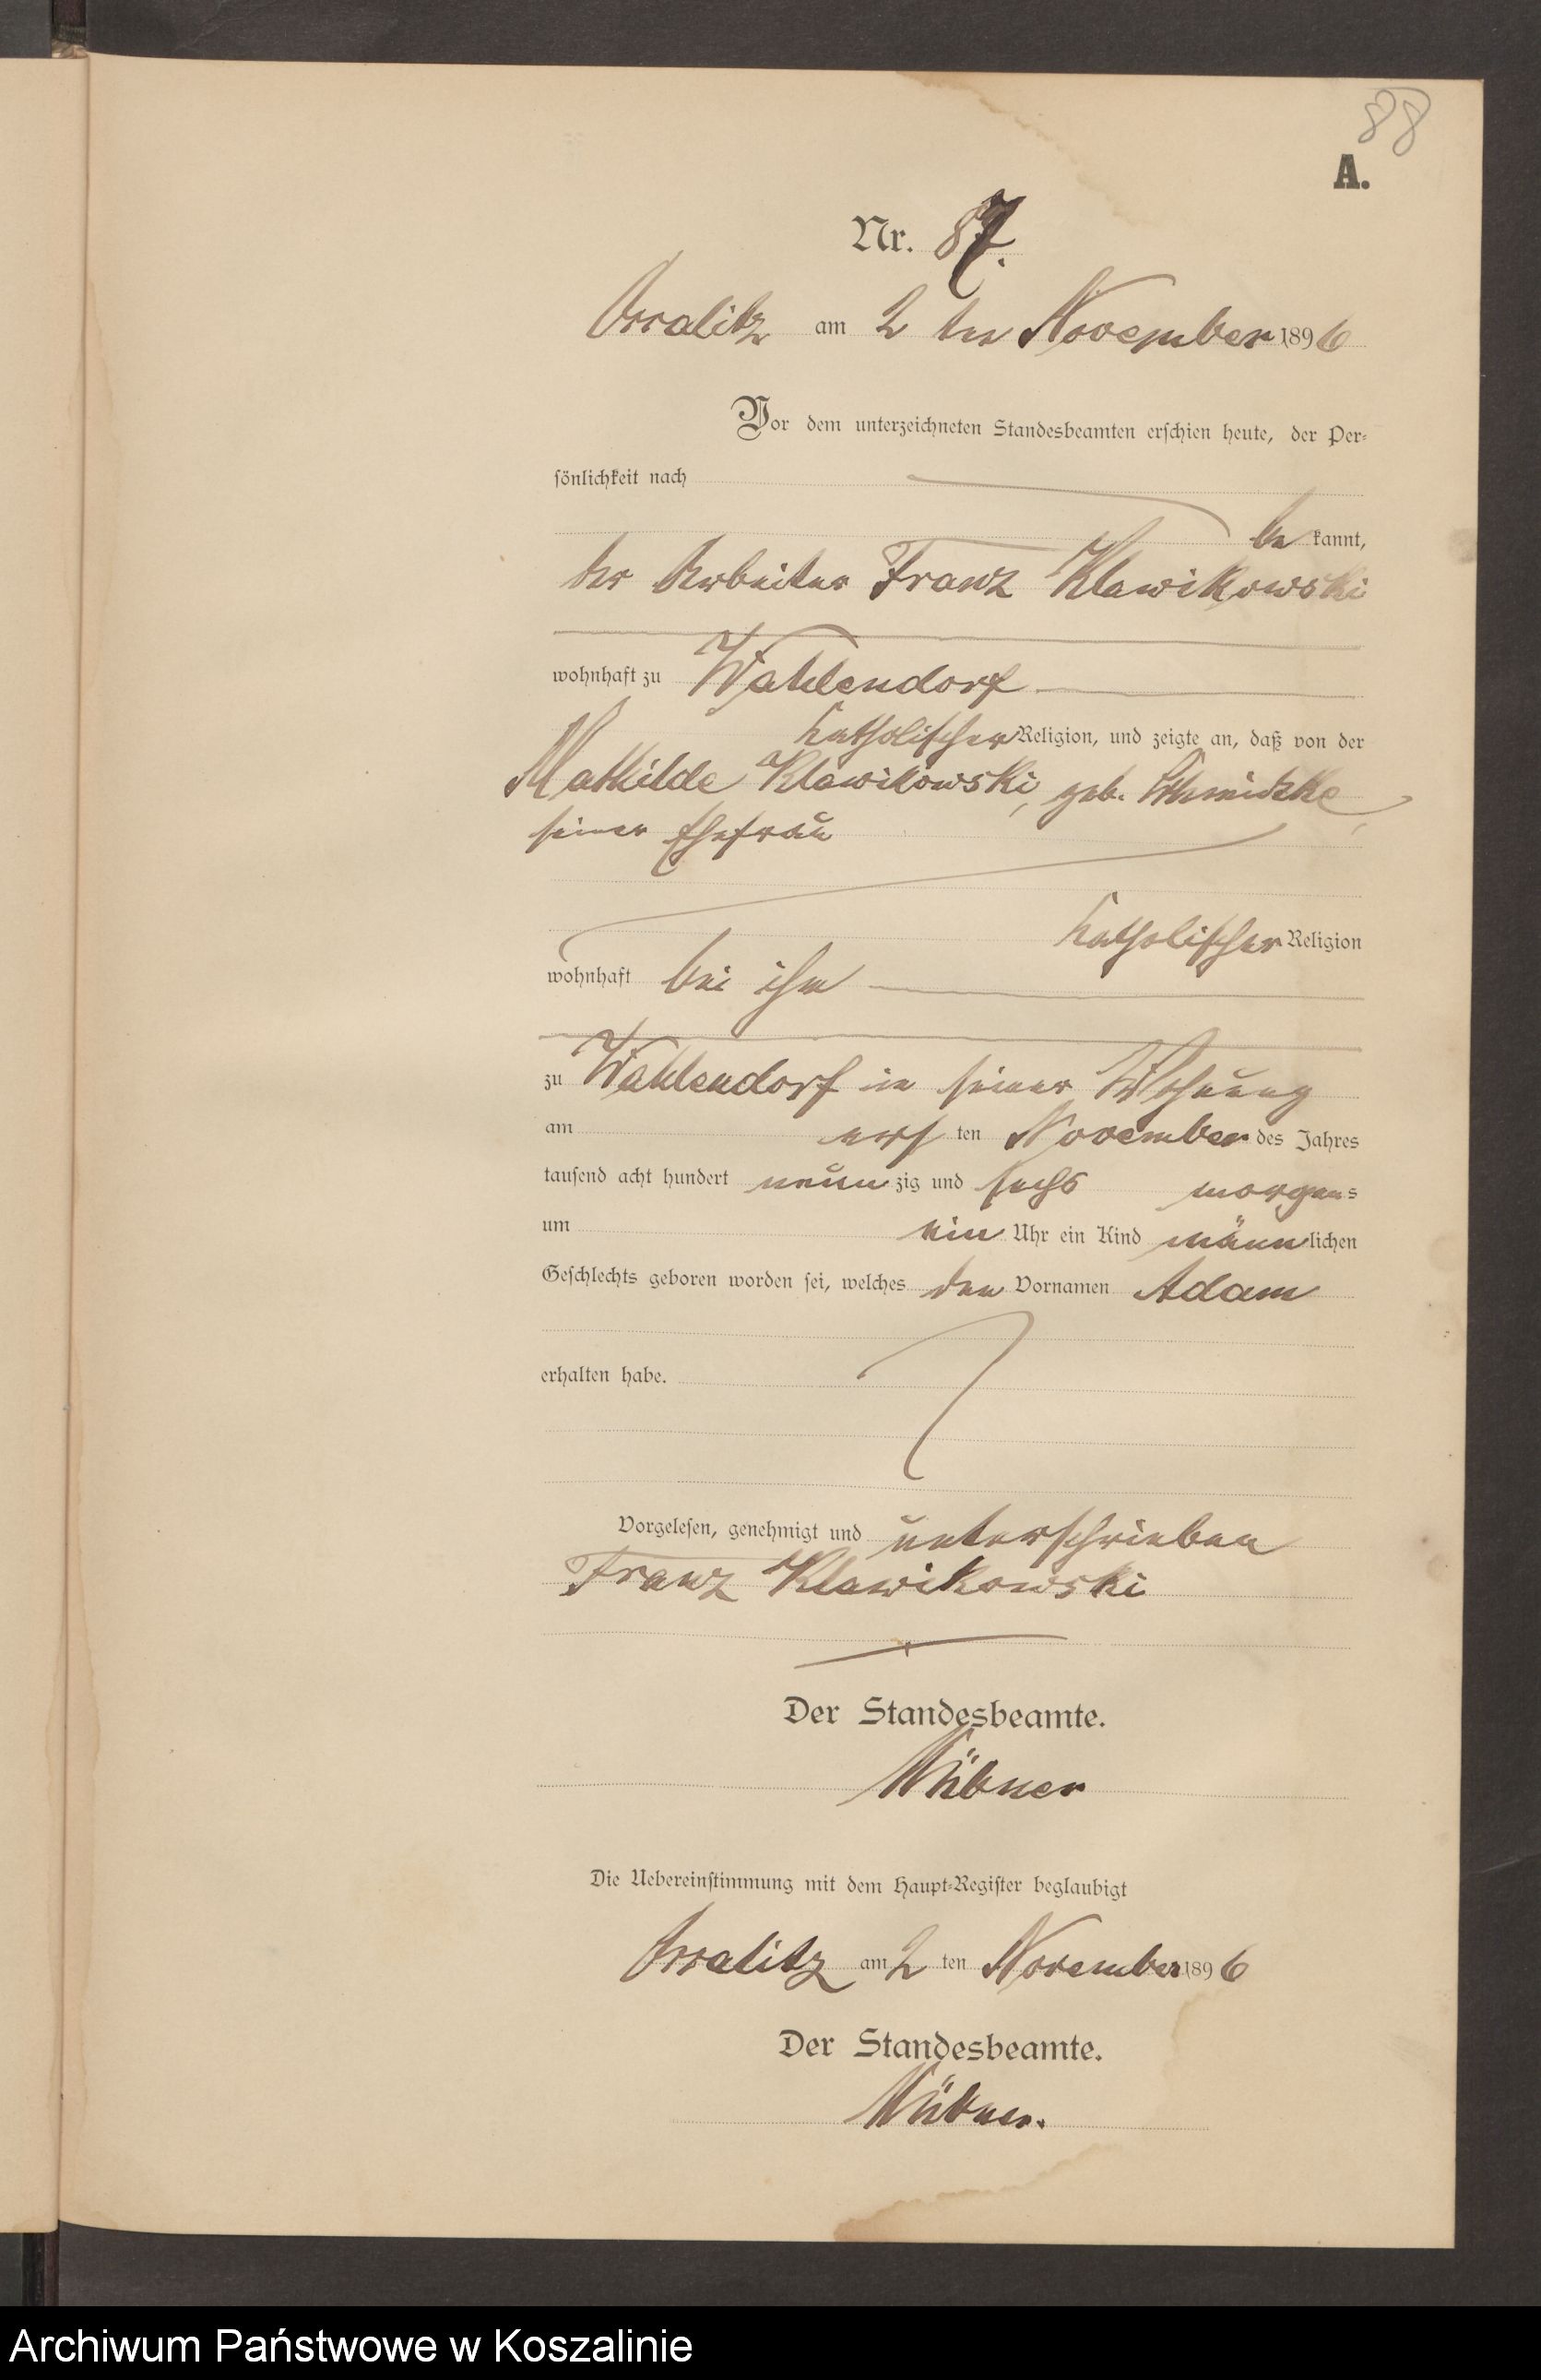 88
A.
Nr. 87.
am 2 ten November 1896
Vor dem unterzeichneten Standesbeamten erschien heute, der Per-
sönlichkeit nach
be kannt,
der Arbeiter Franz Klawikowski
wohnhaft zu Wahlendorf
katholischer Religion, und zeigte an, daß von der
Mathilde Klawikowski, geb. Schmidtke,
seiner Ehefrau
katholischer Religion
wohnhaft bei ihm
zu Wahlendorf in seiner Wohnung
am ersten November des Jahres
tausend acht hundert neunzig und sechs morgens
um ein Uhr ein Kind männlichen
Geschlechts geboren worden sei, welches den Vornamen Adam
erhalten habe.
Vorgelesen, genehmigt und unterschrieben
Franz Klawikowski
Der Standesbeamte.
Die Uebereinstimmung mit dem Haupt-Register beglaubigt
am 2 ten November 1896
Der Standesbeamte.
Archiwum Państwowe w Koszalinie